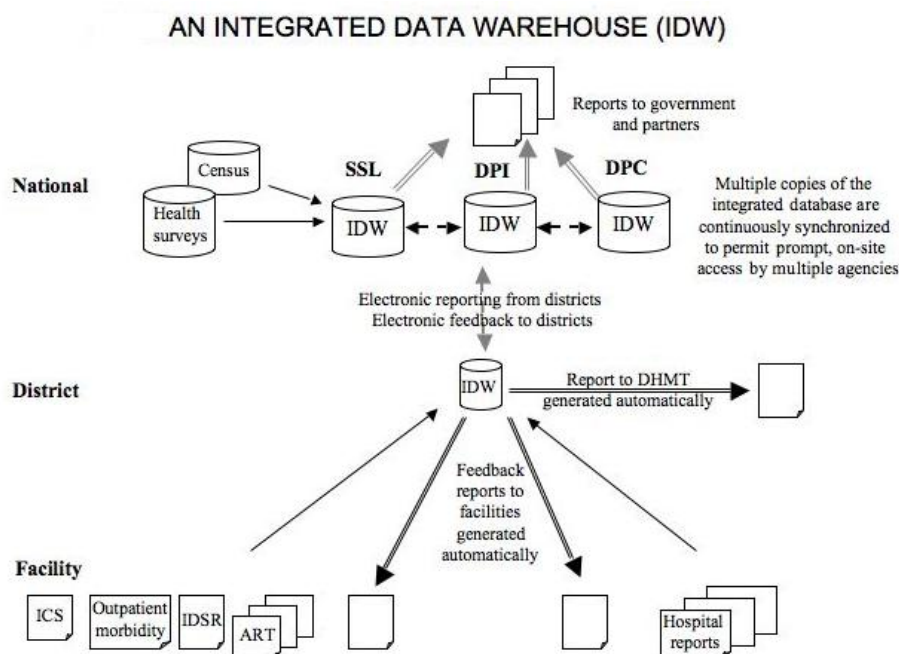 AN INTEGRATED DATA WAREHOUSE (IDW)
Reports to government
and partners
National
Census
Health
surveys
SSL
DPI
DPC
IDW
IDW
IDW
Multiple copies of the
integrated database are
continuously synchronized
to permit prompt, on-site
access by multiple agencies
Electronic reporting from districts
Electronic feedback to districts
District
IDW
Report to DHMT
generated automatically
Feedback
reports to
facilities
generated
automatically
Facility
ICS
Outpatient
morbidity
IDSR
ART
Hospital
reports